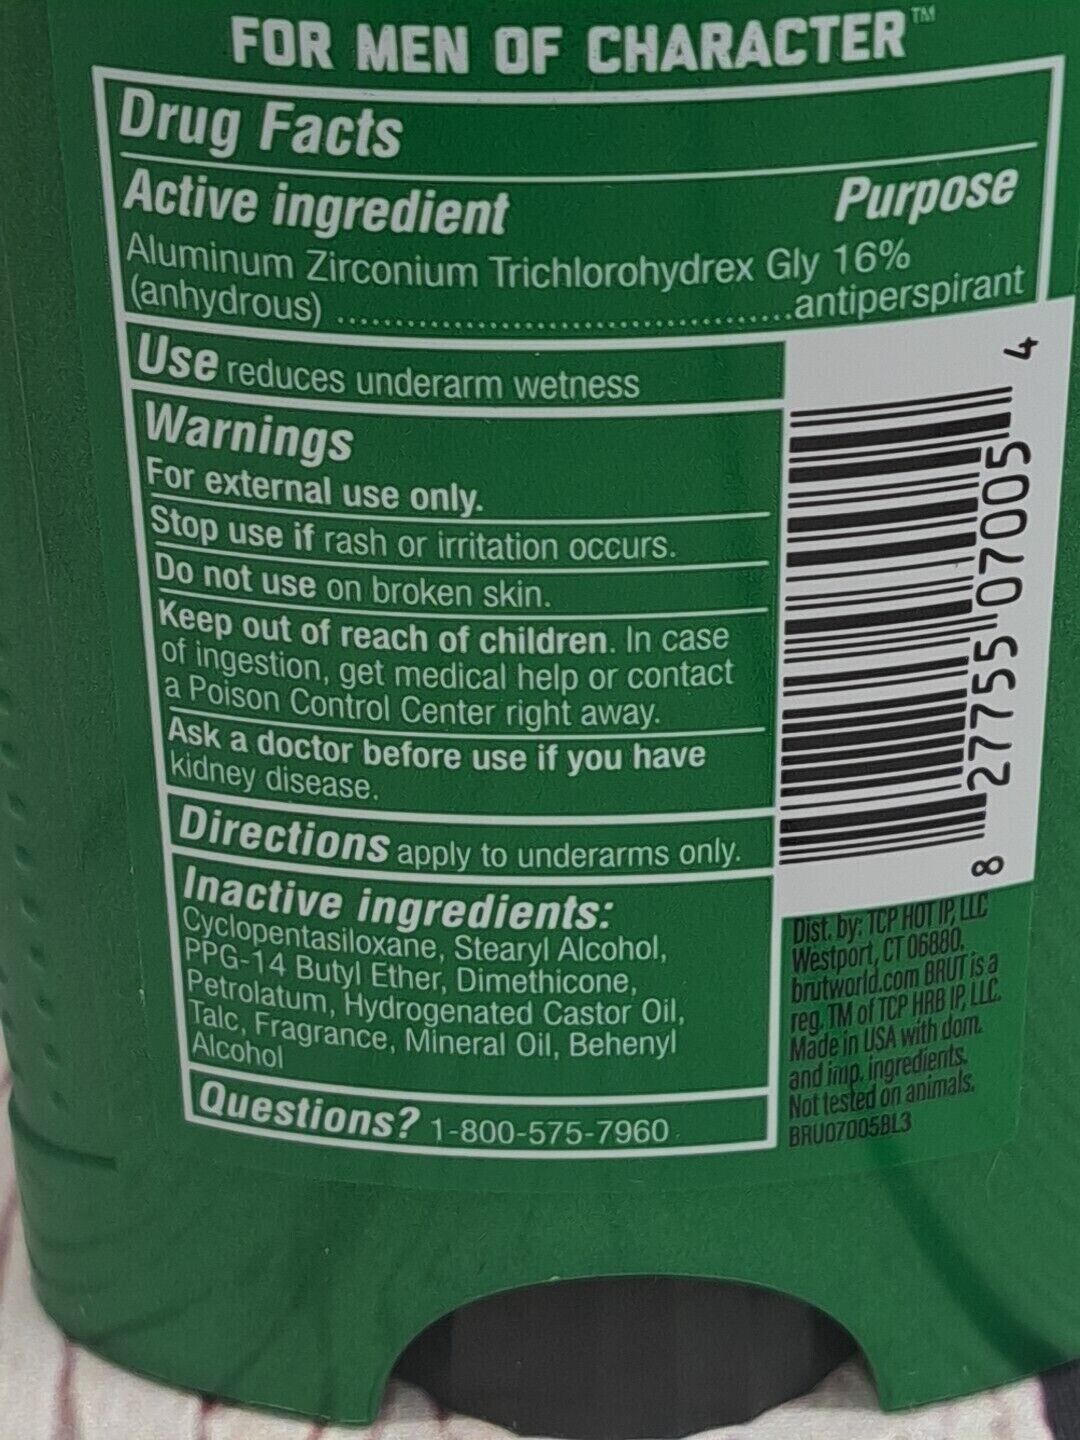 FOR MEN OF CHARACTER™
Drug Facts
Active ingredient Purpose
Aluminum Zirconium Trichlorohydrex Gly 16%
(anhydrous) ........................................antiperspirant
Use reduces underarm wetness
Warnings
For external use only.
Stop use if rash or irritation occurs.
Do not use on broken skin.
Keep out of reach of children. In case
of ingestion, get medical help or contact
a Poison Control Center right away.
Ask a doctor before use if you have
kidney disease.
Directions apply to underarms only.
Inactive ingredients:
Cyclopentasiloxane, Stearyl Alcohol,
PPG-14 Butyl Ether, Dimethicone,
Petrolatum, Hydrogenated Castor Oil,
Talc, Fragrance, Mineral Oil, Behenyl
Alcohol
Questions? 1-800-575-7960
8 27755 07005 4
Dist. by: TCP HOT IP, LLC
Westport, CT 06880.
brutworld.com BRUT is a
reg. TM of TCP HRB IP, LLC.
Made in USA with dom.
and imp. ingredients.
Not tested on animals.
BRU07005BL3